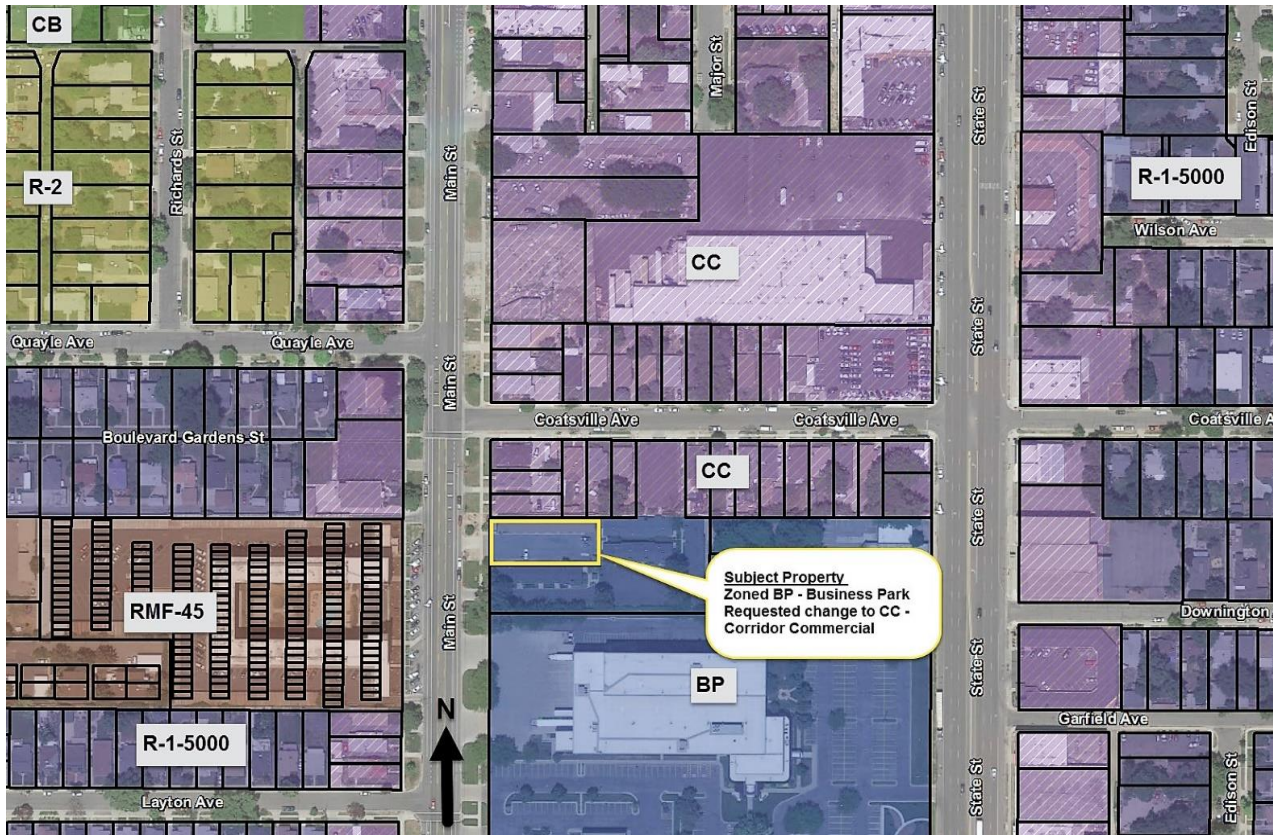 CB
Major St
State St
Edison St
Richards St
Main St
R-2
R-1-5000
Wilson Ave
CC
Quayle Ave
Quayle Ave
Main St
State St
Coatsville Ave
Coatsville Ave
Coatsville A
Boulevard Gardens St
CC
State St
Subject Property
Zoned BP - Business Park
Requested change to CC -
Corridor Commercial
RMF-45
Downington
Main St
BP
State St
N
Garfield Ave
R-1-5000
Layton Ave
State St
Edison St